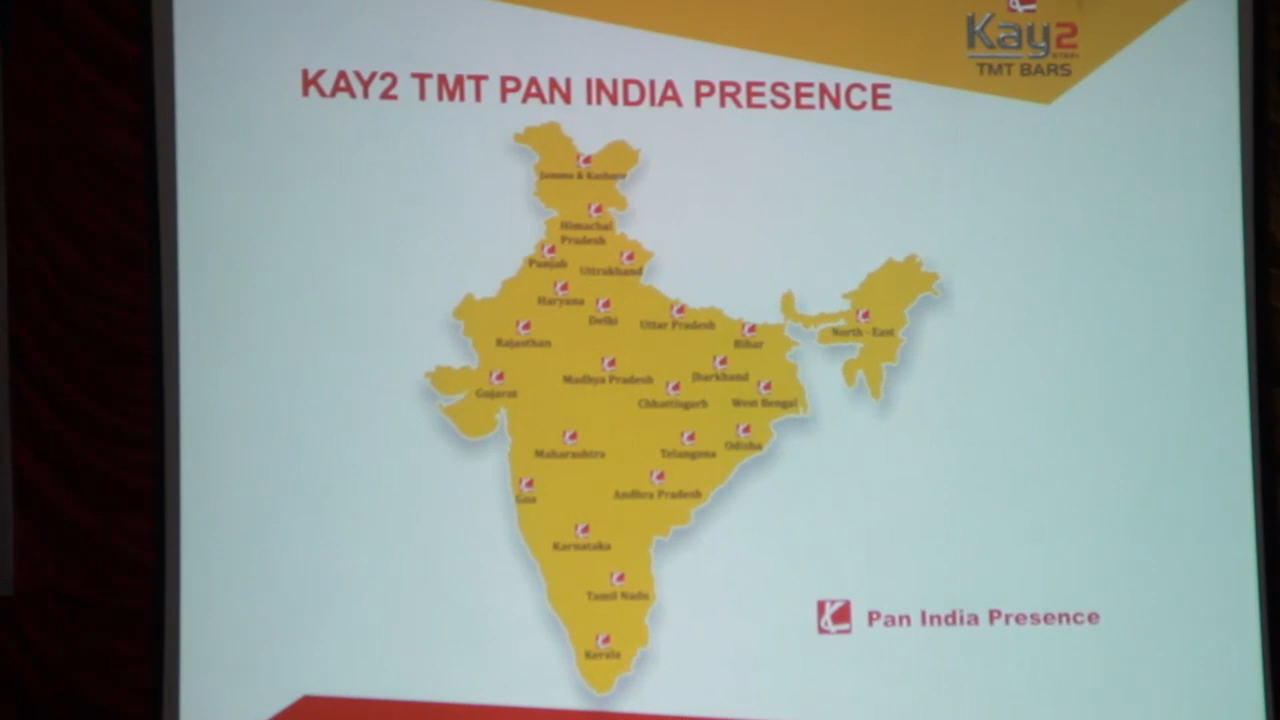 Kay2
STEEL
TMT BARS
KAY2 TMT PAN INDIA PRESENCE
Jammu & Kashmir
Himachal
Pradesh
Punjab
Uttrakhand
Haryana
Delhi
Uttar Pradesh
Bihar
North - East
Rajasthan
Madhya Pradesh
Jharkhand
Gujarat
Chhattisgarh
West Bengal
Maharashtra
Telangana
Odisha
Goa
Andhra Pradesh
Karnataka
Tamil Nadu
Kerala
Pan India Presence